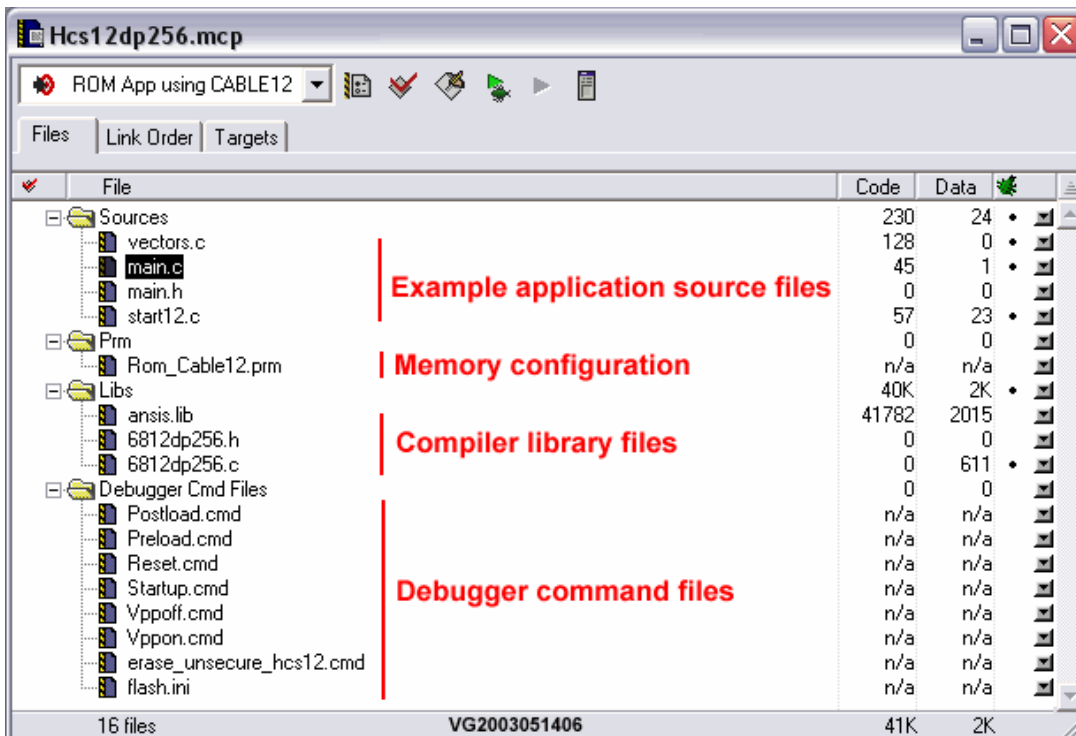 Hcs12dp256.mcp
ROM App using CABLE12
Files Link Order Targets
File Code Data
Sources 230 24
vectors.c 128 0
main.c 45 1
main.h 0 0
start12.c 57 23
Example application source files
Prm 0 0
Rom_Cable12.prm n/a n/a
Memory configuration
Libs 40K 2K
ansis.lib 41782 2015
6812dp256.h 0 0
6812dp256.c 0 611
Compiler library files
Debugger Cmd Files 0 0
Postload.cmd n/a n/a
Preload.cmd n/a n/a
Reset.cmd n/a n/a
Startup.cmd n/a n/a
Vppoff.cmd n/a n/a
Vppon.cmd n/a n/a
erase_unsecure_hcs12.cmd n/a n/a
flash.ini n/a n/a
Debugger command files
16 files VG2003051406 41K 2K